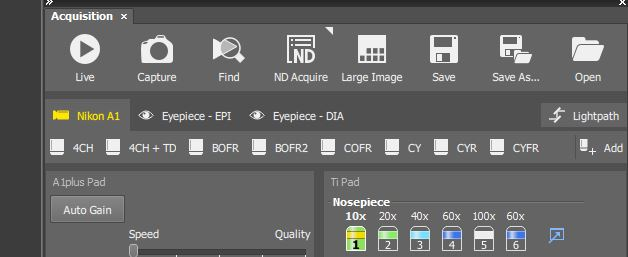 Acquisition ×
Live Capture Find ND Acquire Large Image Save Save As... Open
ND
Nikon A1 Eyepiece - EPI Eyepiece - DIA Lightpath
4CH 4CH + TD BOFR BOFR2 COFR CY CYR CYFR Add
A1plus Pad Ti Pad
Auto Gain
Nosepiece
10x 20x 40x 60x 100x 60x
1 2 3 4 5 6
Speed Quality